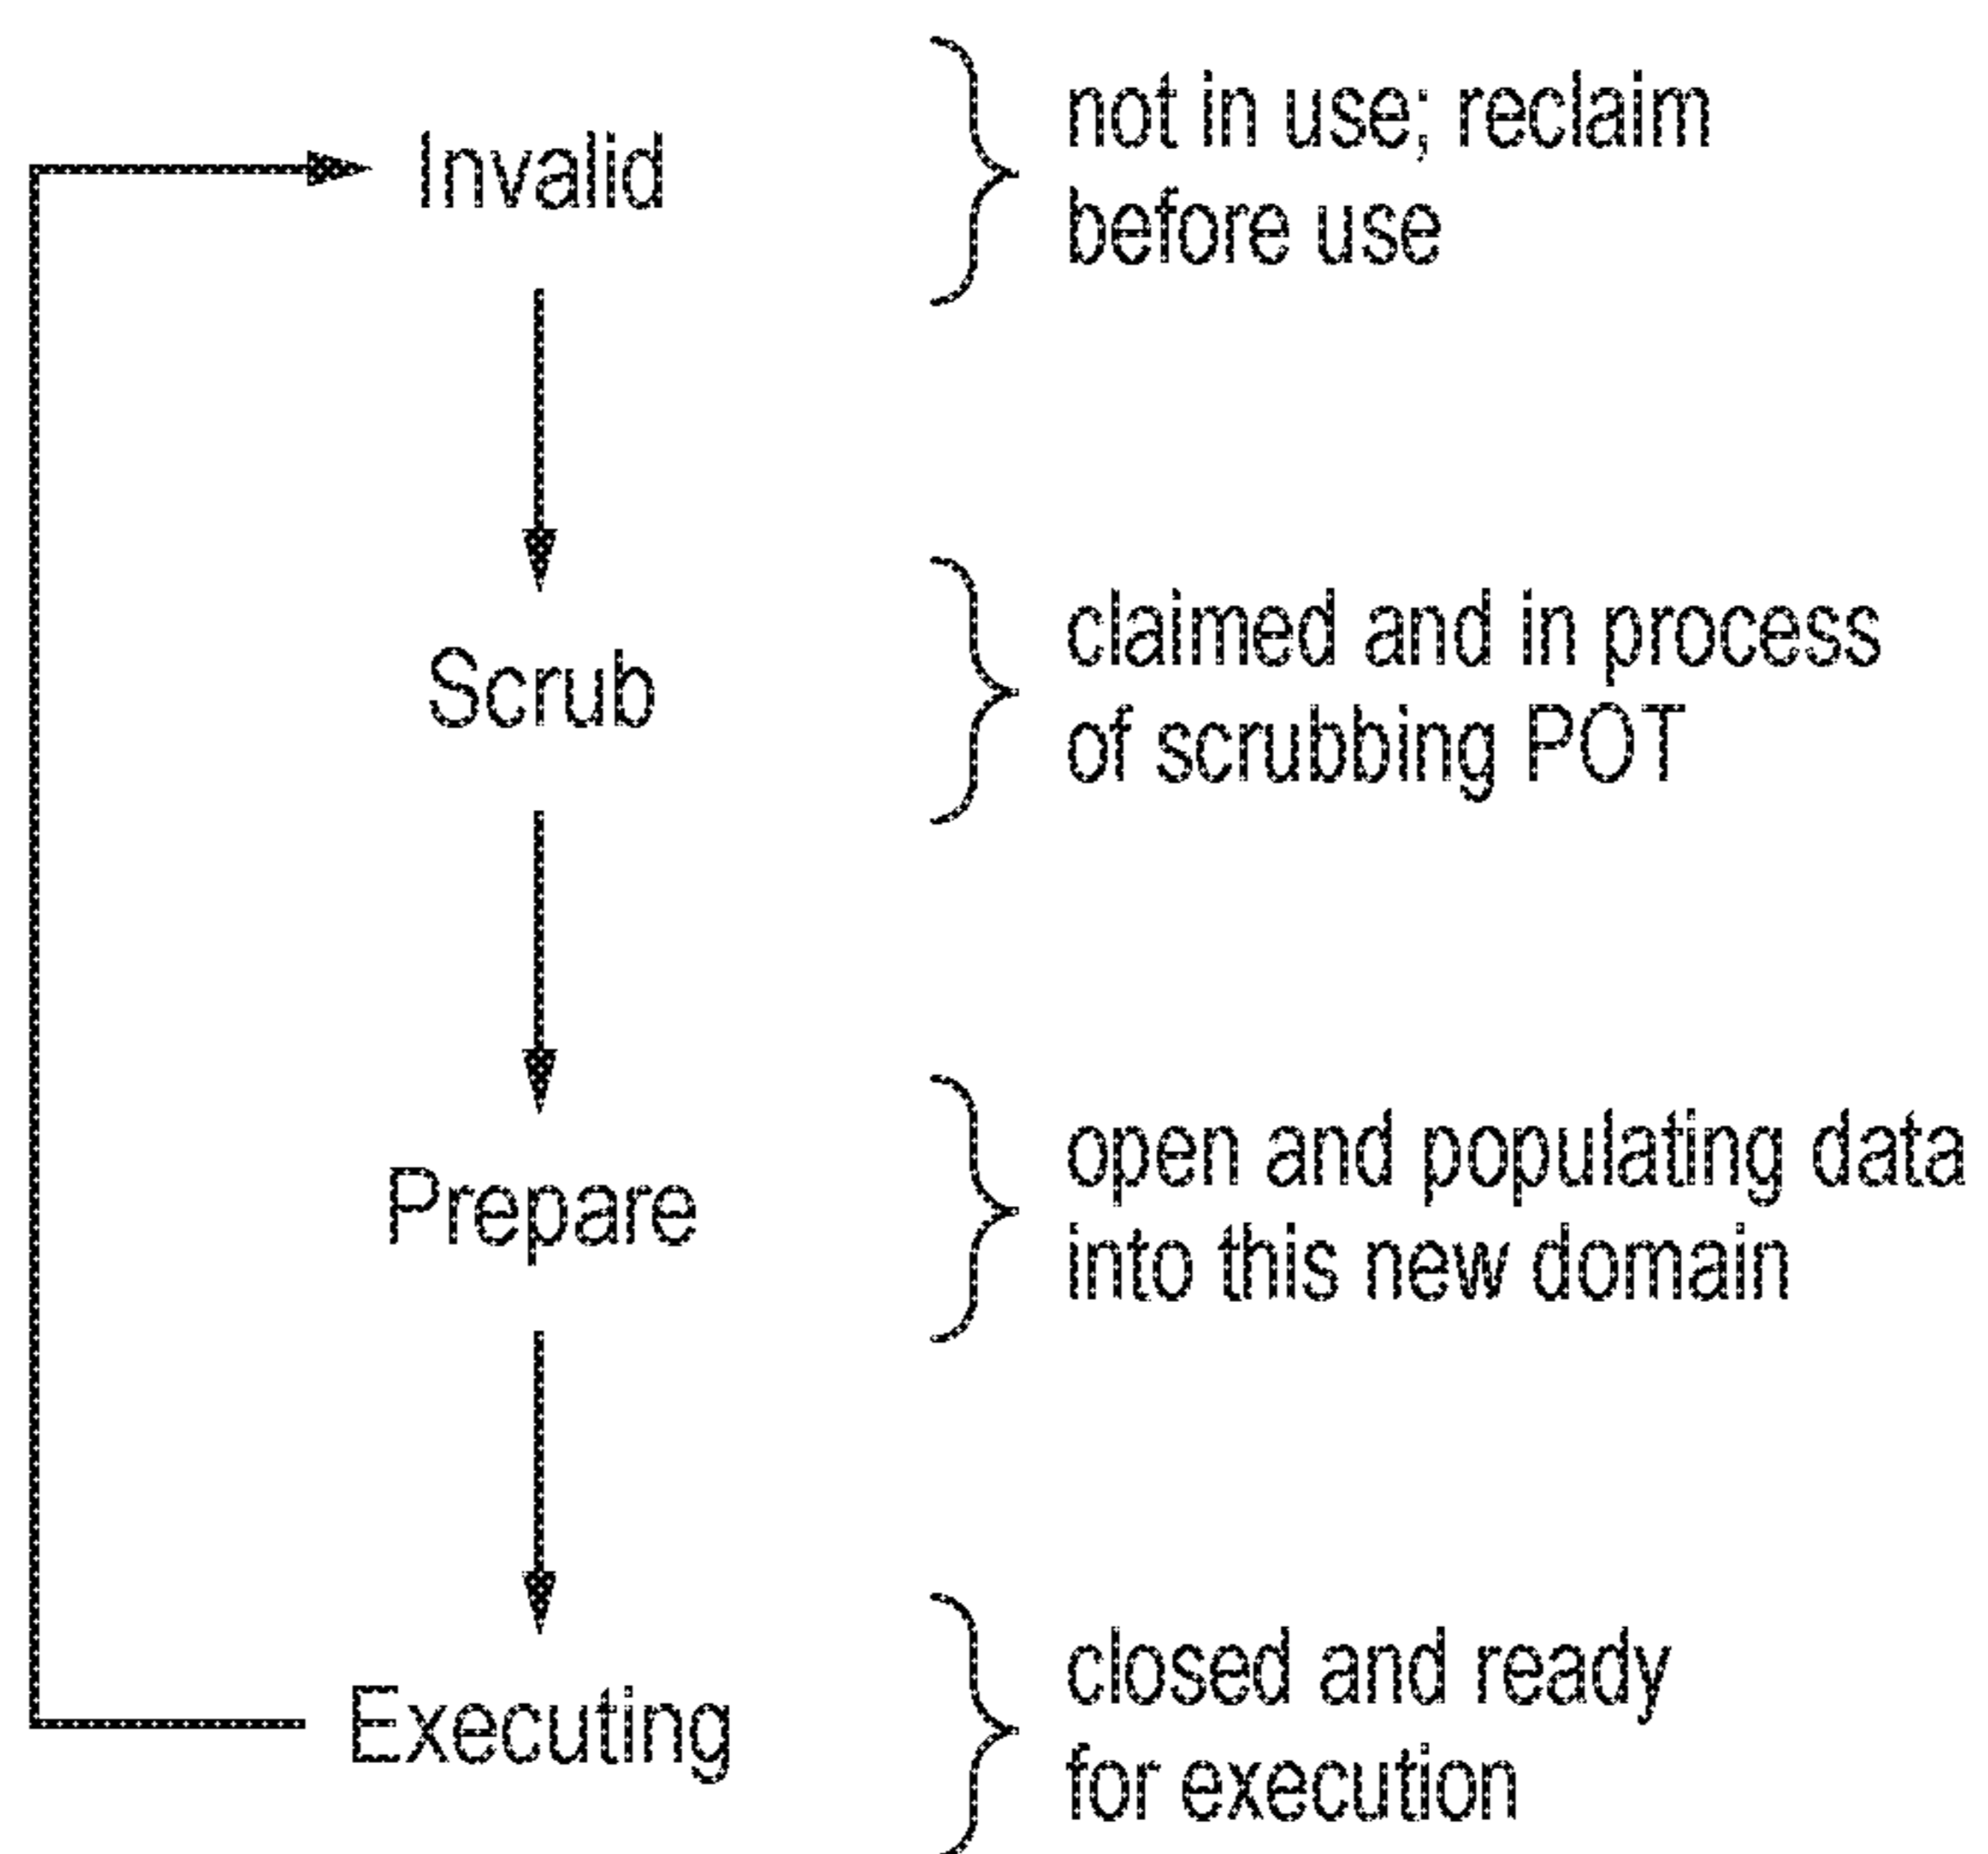 Invalid
not in use; reclaim
before use
Scrub
claimed and in process
of scrubbing POT
Prepare
open and populating data
into this new domain
Executing
closed and ready
for execution